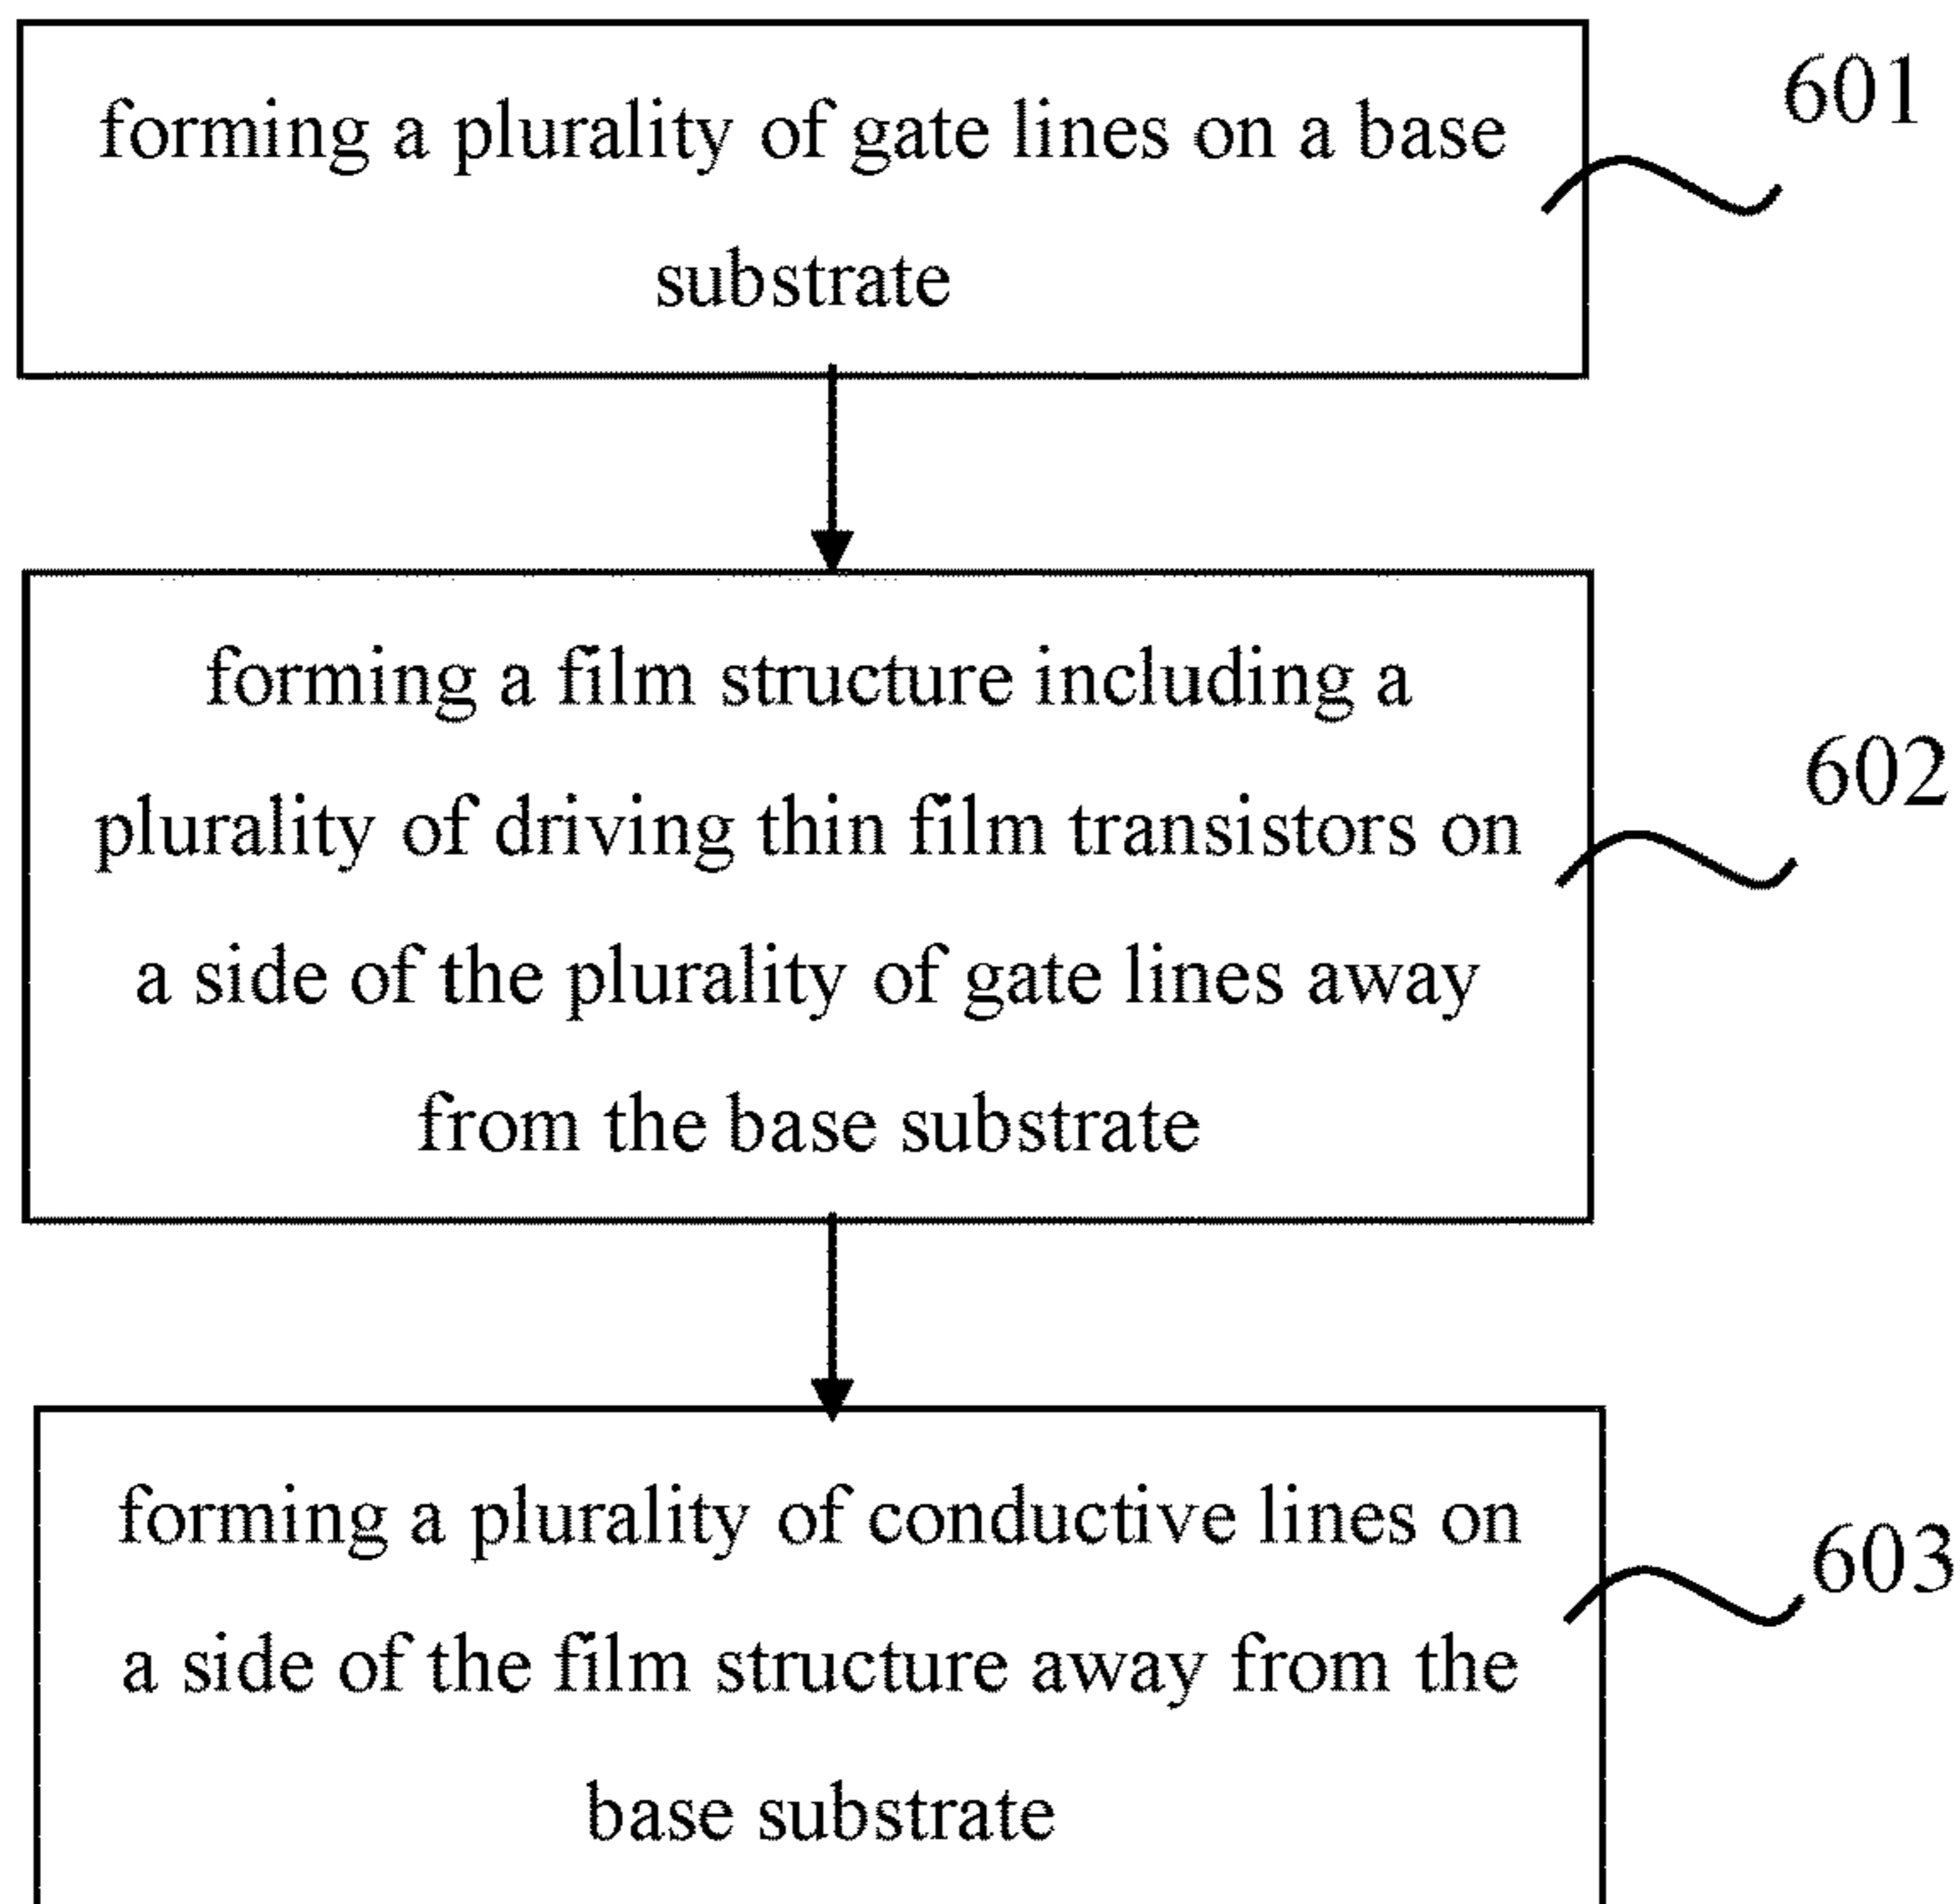 forming a plurality of gate lines on a base
substrate
601
forming a film structure including a
plurality of driving thin film transistors on
a side of the plurality of gate lines away
from the base substrate
602
forming a plurality of conductive lines on
a side of the film structure away from the
base substrate
603